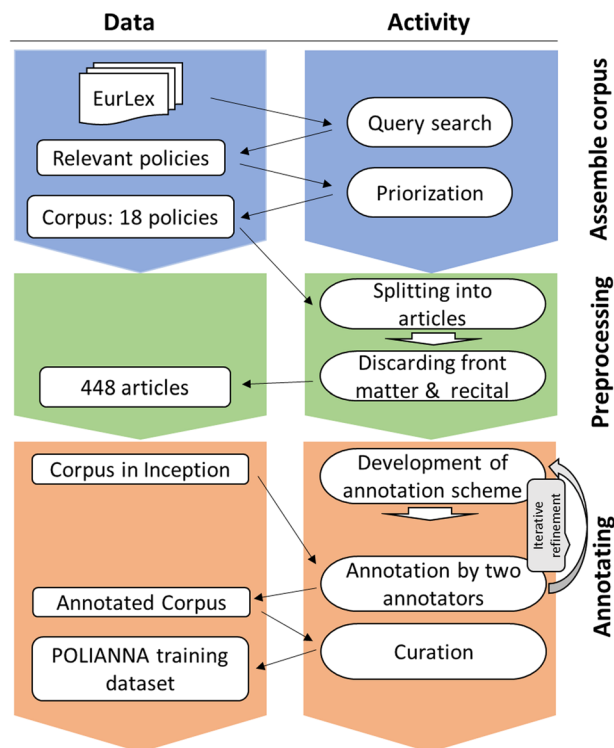 Data
Activity
EurLex
Query search
Relevant policies
Priorization
Corpus: 18 policies
Assemble corpus
Splitting into
articles
Discarding front
matter & recital
448 articles
Preprocessing
Corpus in Inception
Development of
annotation scheme
Iterative
refinement
Annotation by two
annotators
Annotated Corpus
Curation
POLIANNA training
dataset
Annotating